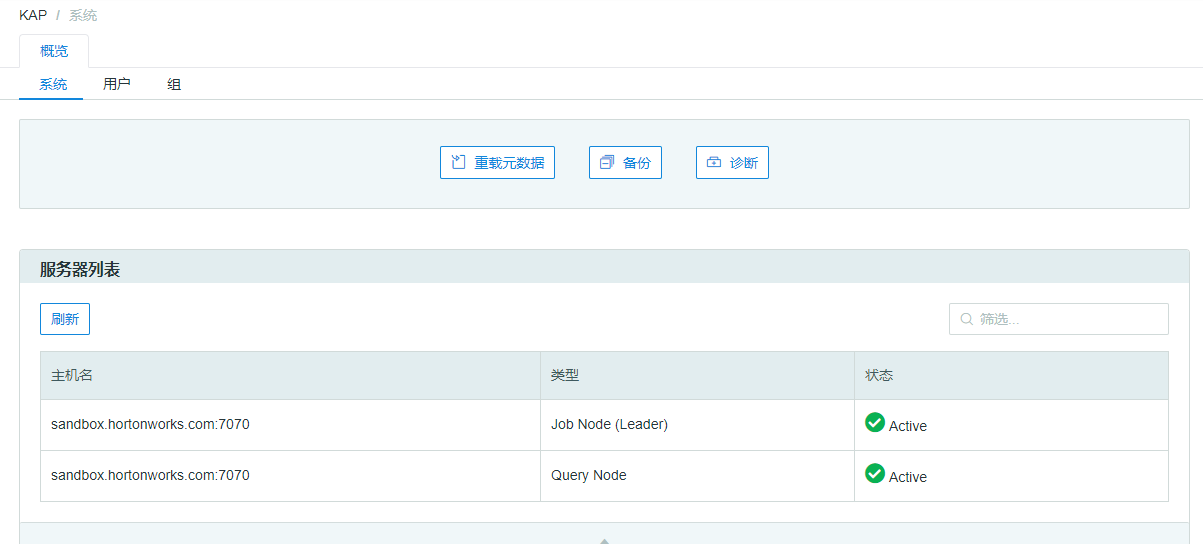 KAP / 系统
概览
系统 用户 组
重载元数据 备份 诊断
服务器列表
刷新 筛选...
主机名 类型 状态
sandbox.hortonworks.com:7070 Job Node (Leader) Active
sandbox.hortonworks.com:7070 Query Node Active